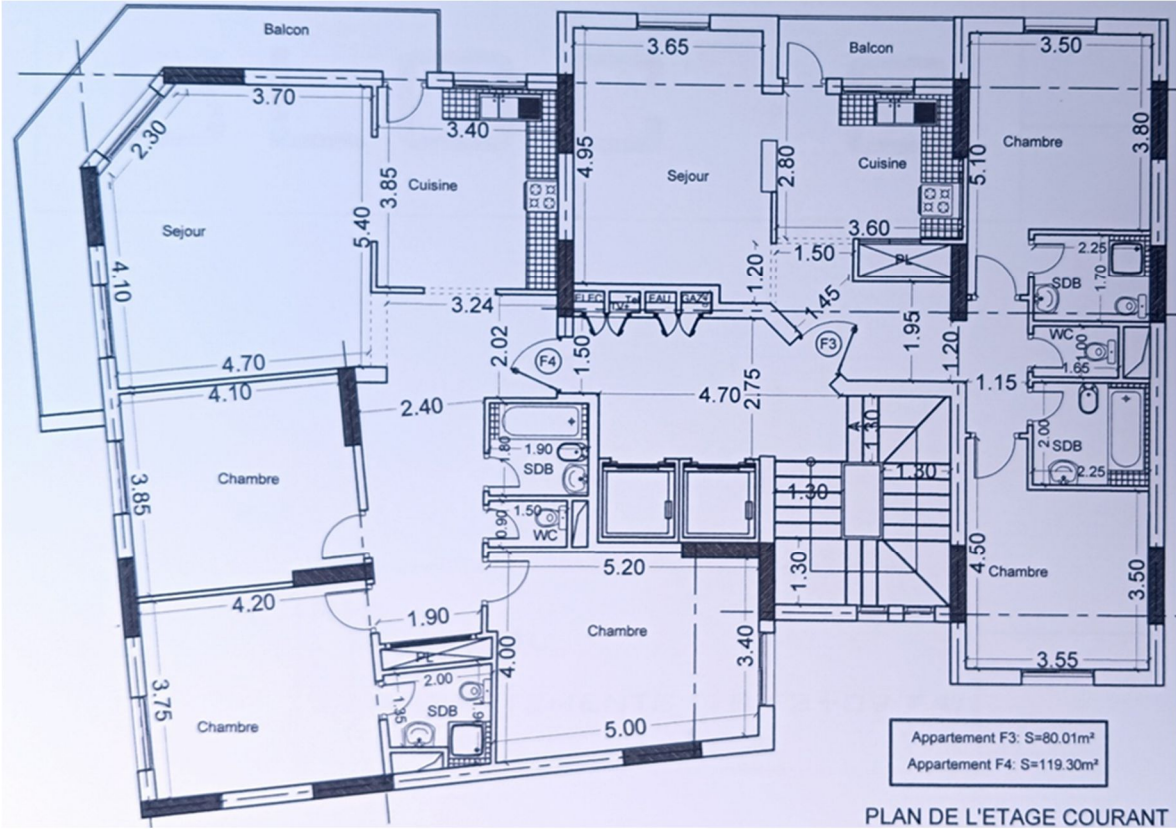 Balcon
3.65
Balcon
3.50
3.70
2.30
3.40
3.85
Cuisine
4.95
Sejour
2.80
Cuisine
5.10
Chambre
3.80
Sejour
5.40
3.60
4.10
1.20
1.50
PL
2.25
1.70
SDB
3.24
ELEC
EAU
GAZ
1.45
4.70
2.02
F4
1.50
F3
1.95
1.20
WC
1.00
1.65
4.10
2.40
4.70
2.75
1.15
1.30
1.80
1.90
SDB
2.00
SDB
2.25
Chambre
3.85
1.30
1.30
0.90
1.50
WC
4.20
5.20
1.30
4.50
Chambre
3.50
1.90
Chambre
4.00
3.40
PL
3.55
3.75
2.00
SDB
Chambre
5.00
Appartement F3: S=80.01m²
Appartement F4: S=119.30m²
PLAN DE L'ETAGE COURANT